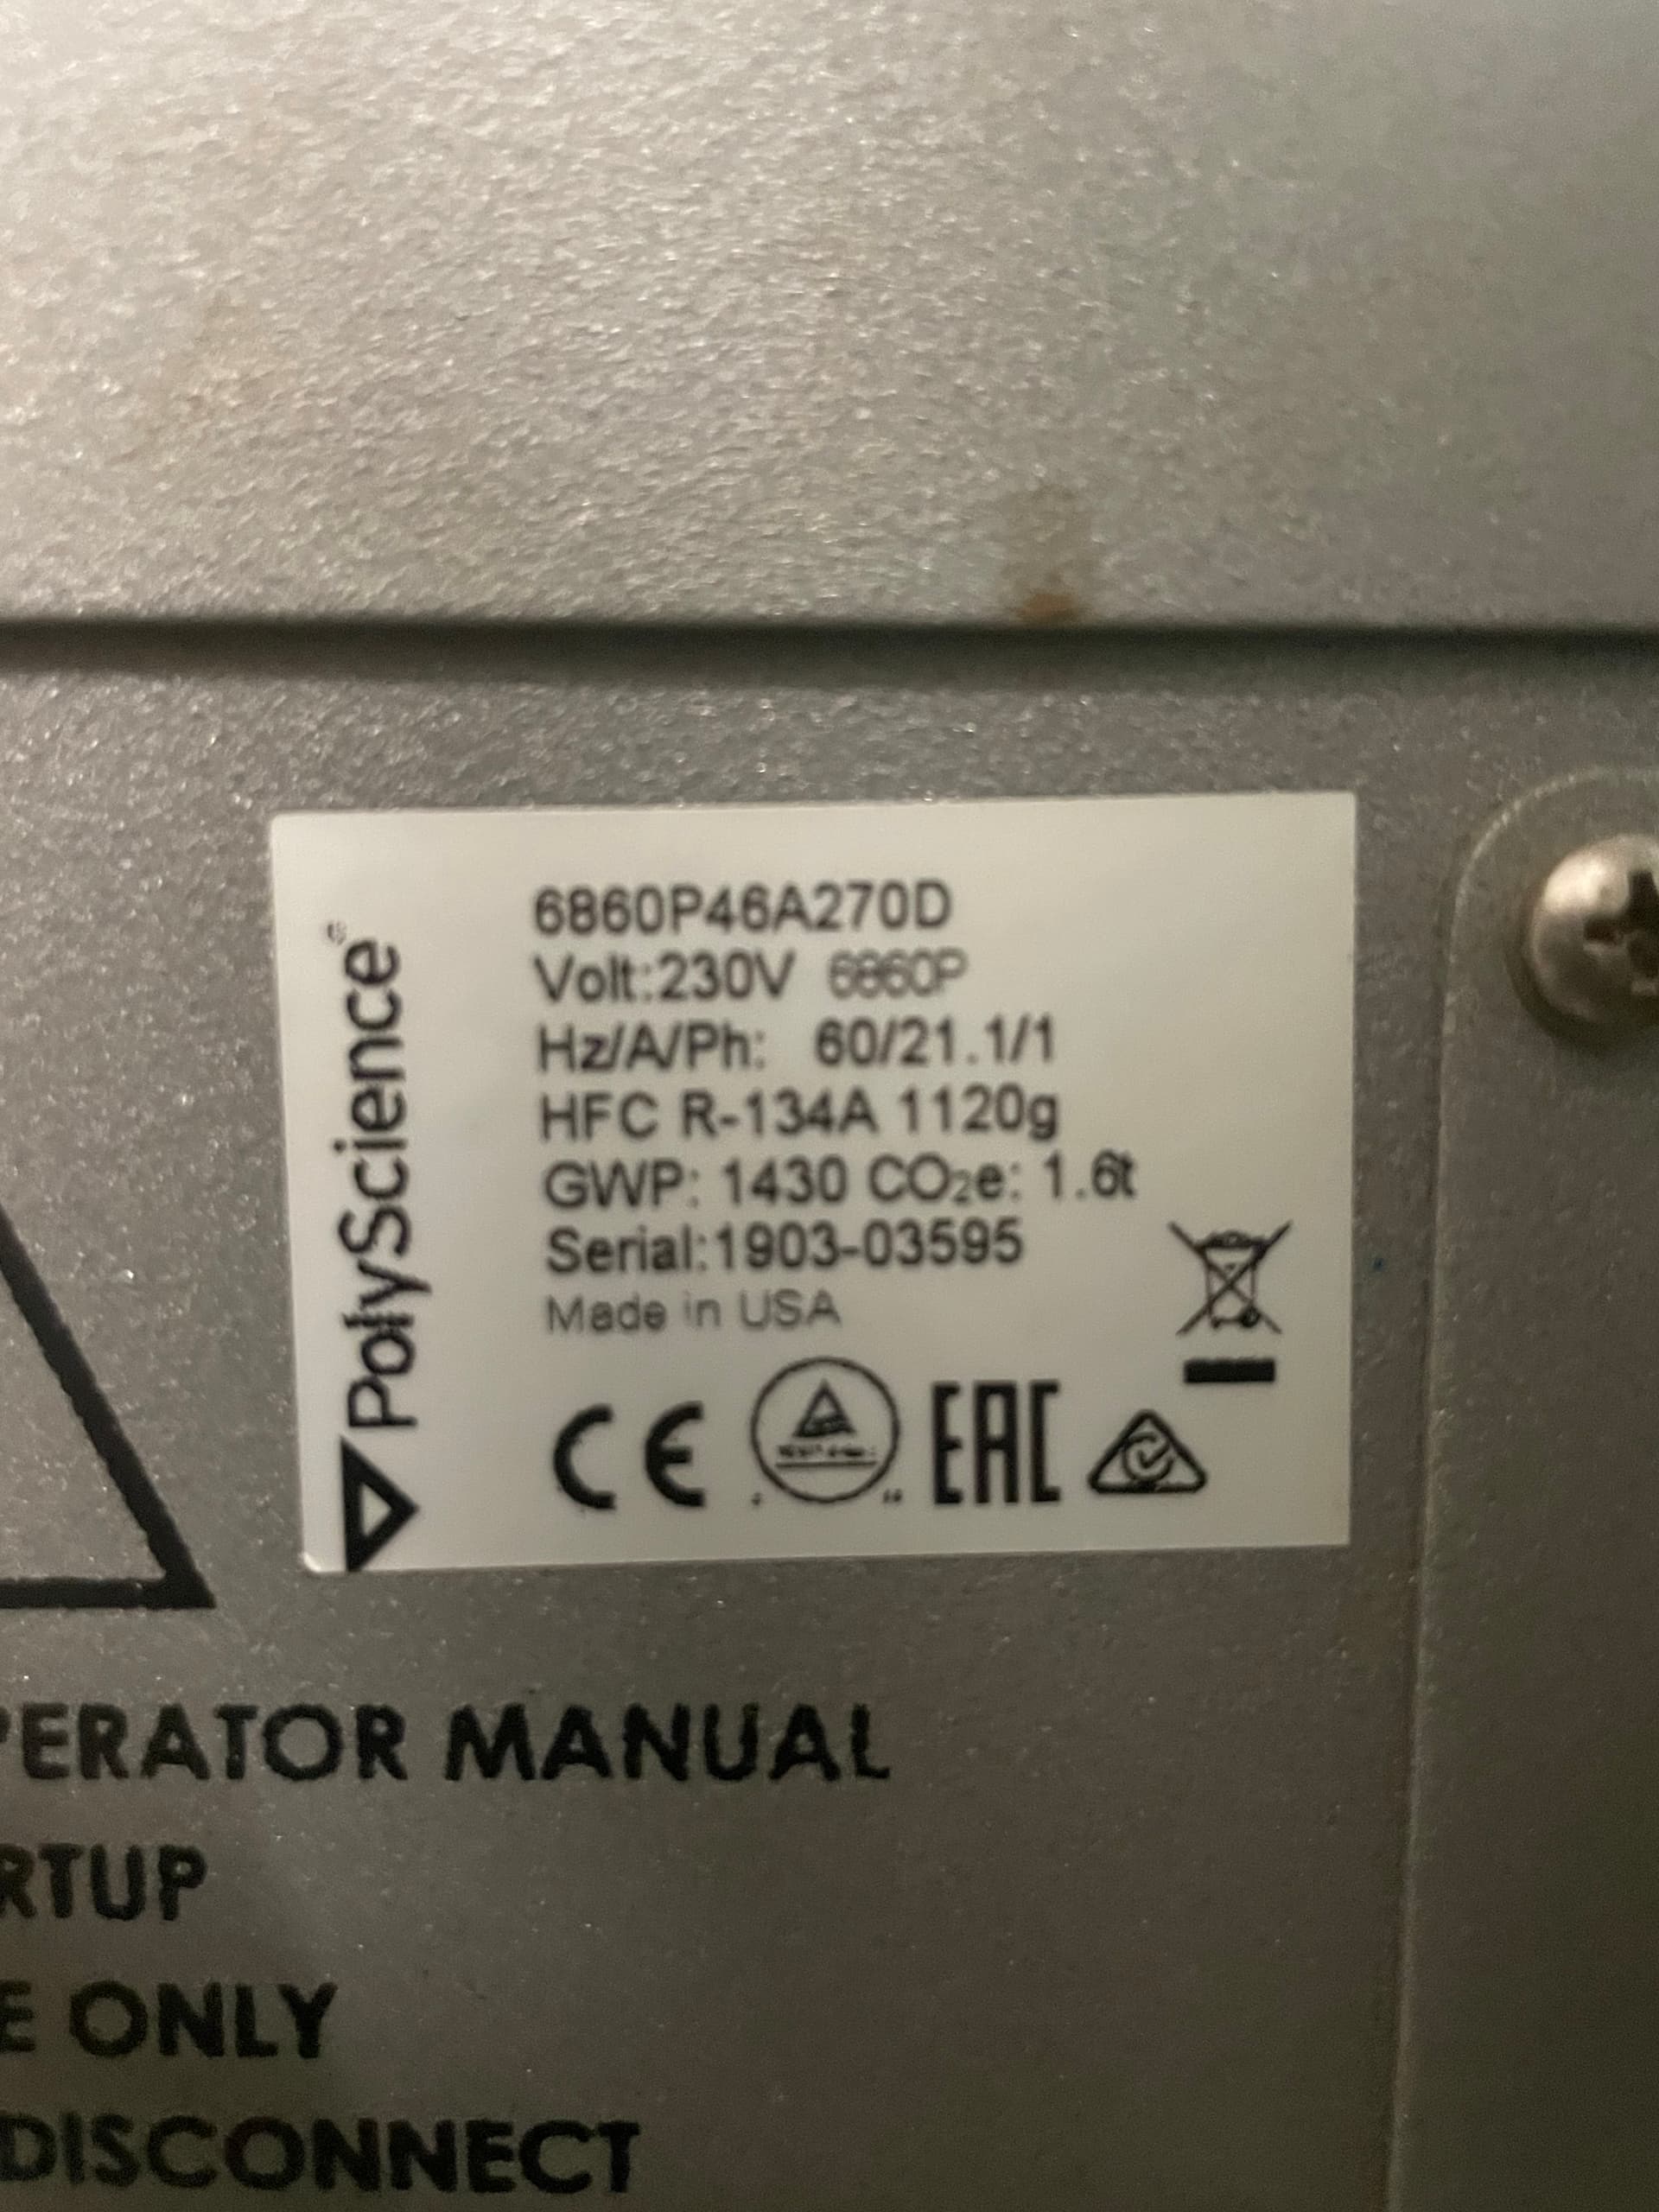 PolyScience®
6860P46A270D
Volt:230V 6860P
Hz/A/Ph: 60/21.1/1
HFC R-134A 1120g
GWP: 1430 CO₂e: 1.6t
Serial:1903-03595
Made in USA
CE
EAC
PERATOR MANUAL
RTUP
E ONLY
DISCONNECT